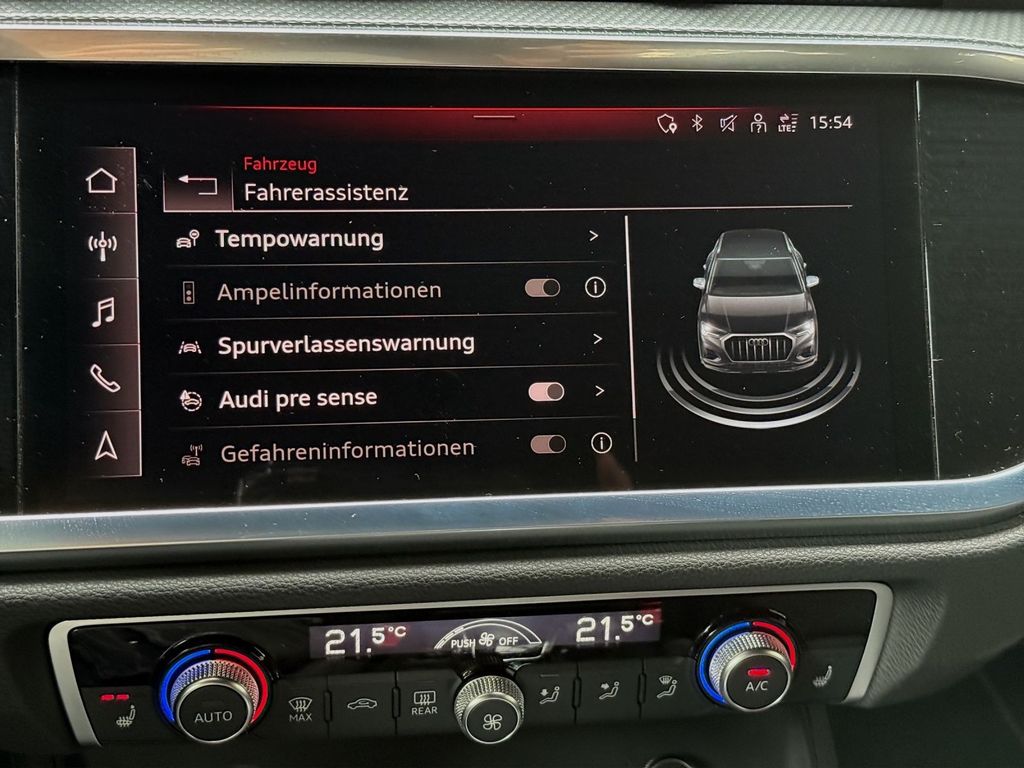 LTE 15:54
Fahrzeug
Fahrerassistenz
Tempowarnung
Ampelinformationen
Spurverlassenswarnung
Audi pre sense
Gefahreninformationen
21.5°C
PUSH OFF
21.5°C
AUTO
MAX
REAR
A/C